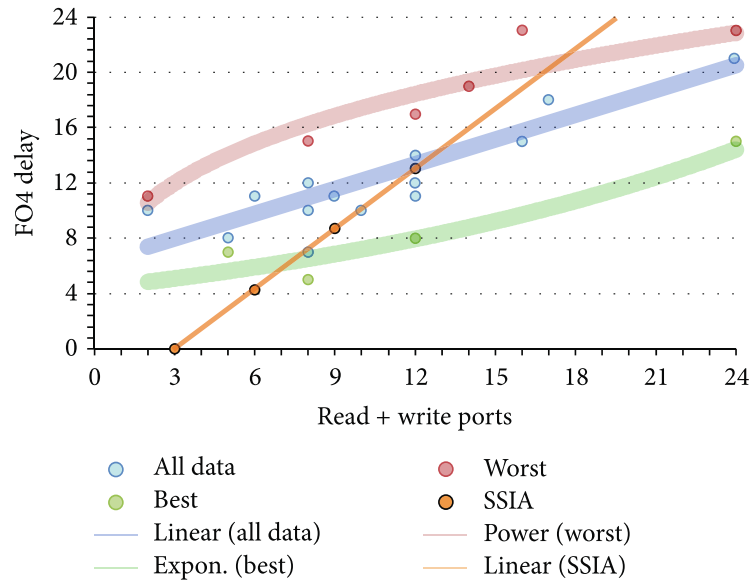 24
20
16
12
8
4
0
FO4 delay
0 3 6 9 12 15 18 21 24
Read + write ports
All data Worst
Best SSIA
Linear (all data) Power (worst)
Expon. (best) Linear (SSIA)